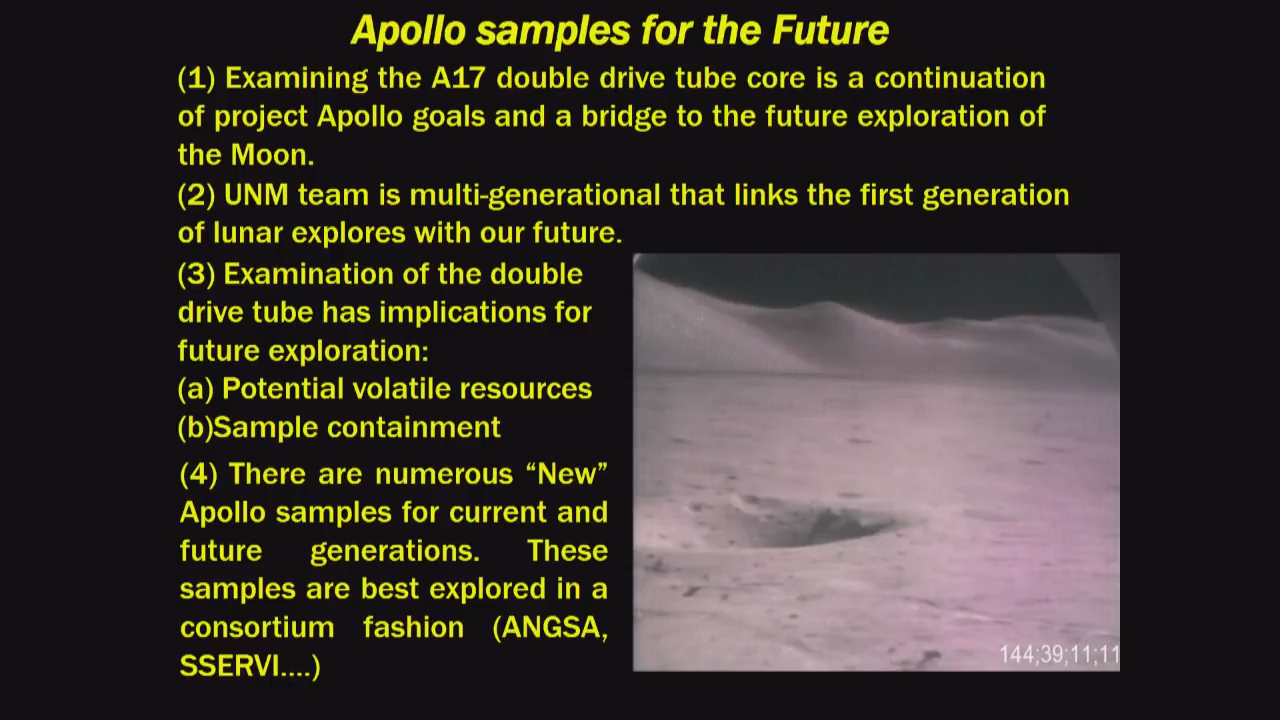 Apollo samples for the Future
(1) Examining the A17 double drive tube core is a continuation
of project Apollo goals and a bridge to the future exploration of
the Moon.
(2) UNM team is multi-generational that links the first generation
of lunar explores with our future.
(3) Examination of the double
drive tube has implications for
future exploration:
(a) Potential volatile resources
(b)Sample containment
(4) There are numerous “New”
Apollo samples for current and
future generations. These
samples are best explored in a
consortium fashion (ANGSA,
SSERVI....)
144;39;11;11